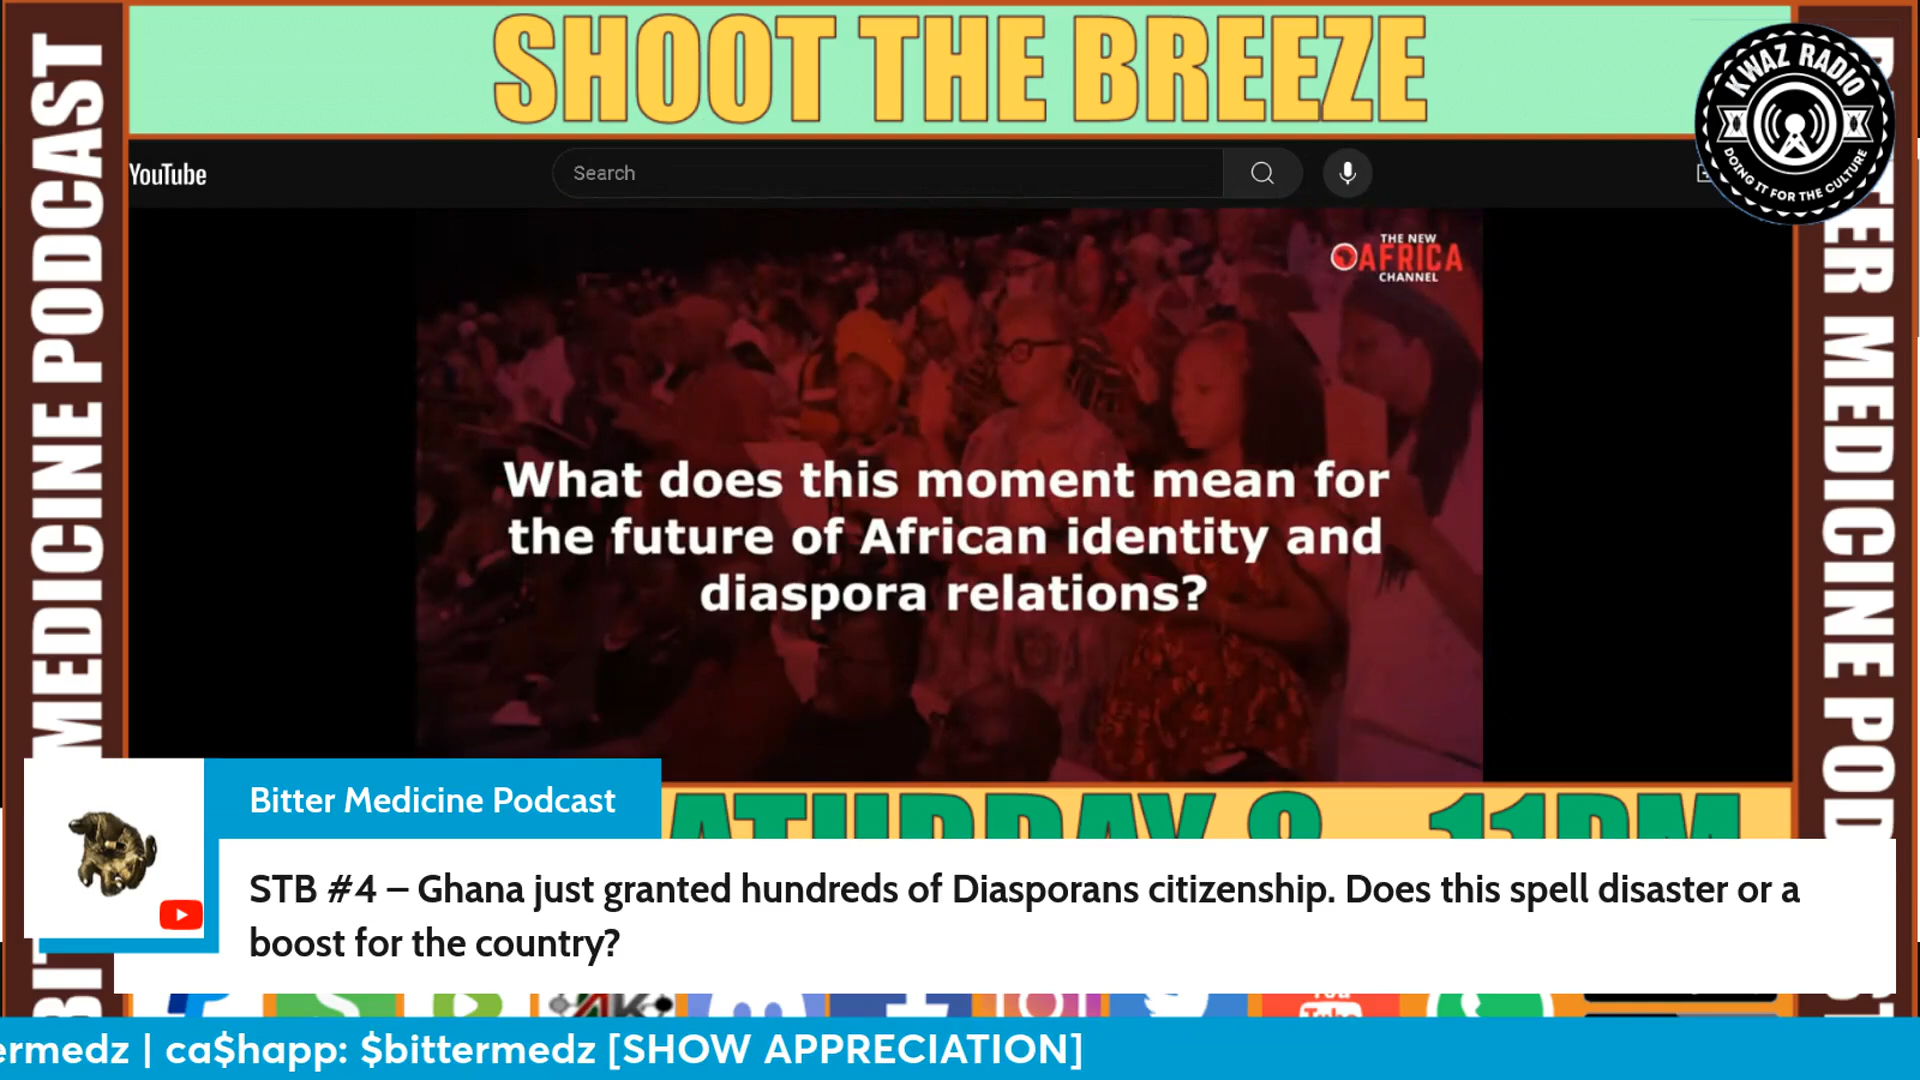 SHOOT THE BREEZE
KWAZ RADIO
DOING IT FOR THE CULTURE
MEDICINE PODCAST
YouTube
Search
THE NEW
AFRICA
CHANNEL
What does this moment mean for
the future of African identity and
diaspora relations?
MEDICINE
Bitter Medicine Podcast
STB #4 – Ghana just granted hundreds of Diasporans citizenship. Does this spell disaster or a
boost for the country?
ermedz | ca$happ: $bittermedz [SHOW APPRECIATION]